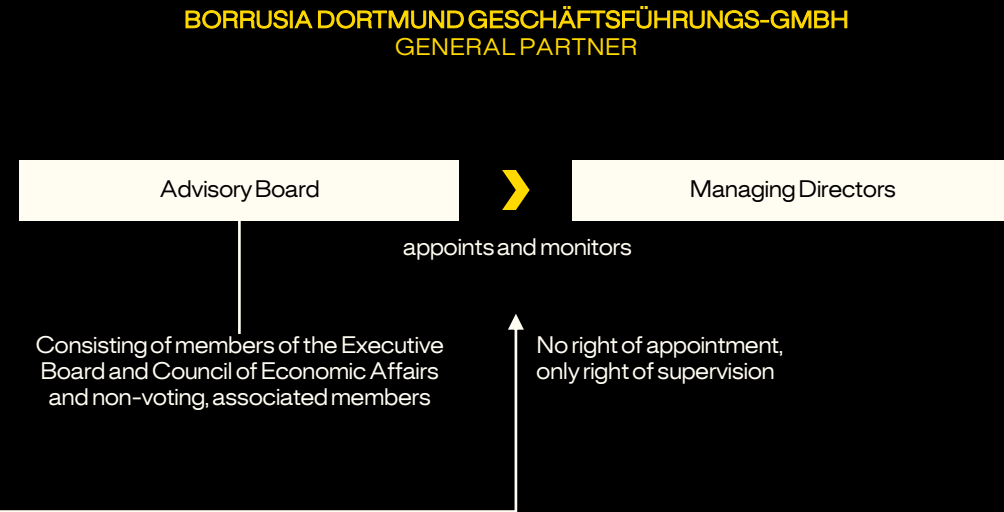 BORRUSIA DORTMUND GESCHÄFTSFÜHRUNGS-GMBH
GENERAL PARTNER
Advisory Board
Managing Directors
appoints and monitors
Consisting of members of the Executive
Board and Council of Economic Affairs
and non-voting, associated members
No right of appointment,
only right of supervision